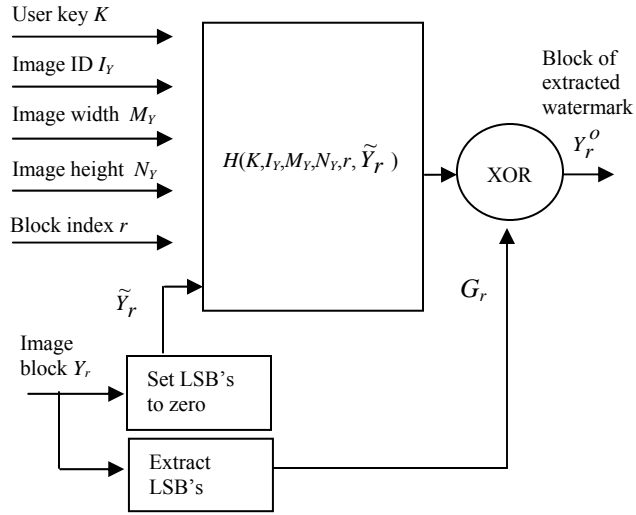 User key K
Image ID I_Y
Image width M_Y
Image height N_Y
Block index r
H(K,I_Y,M_Y,N_Y,r, Ỹ_r )
Block of
extracted
watermark
Y_r^o
XOR
G_r
Ỹ_r
Image
block Y_r
Set LSB's
to zero
Extract
LSB's